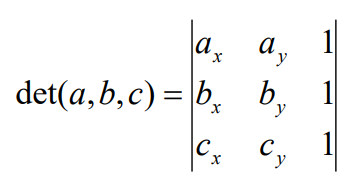 |a_x a_y 1|
det(a,b,c) = |b_x b_y 1|
|c_x c_y 1|